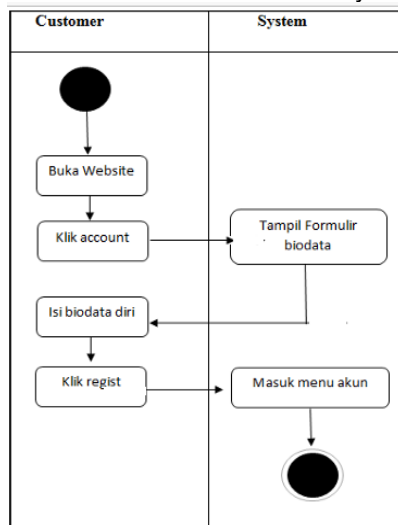 Customer
System
Buka Website
Klik account
Tampil Formulir
biodata
Isi biodata diri
Klik regist
Masuk menu akun